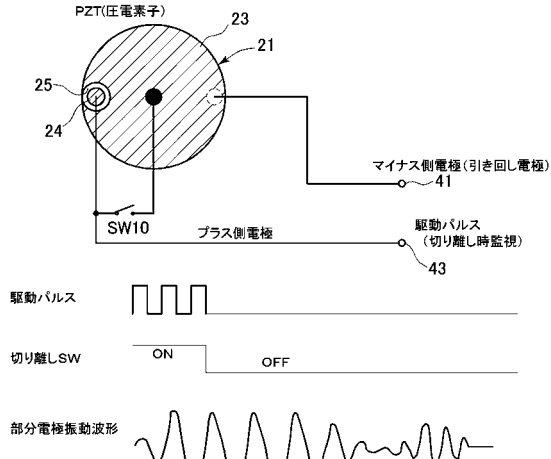 PZT(圧電素子)
23
21
25
24
マイナス側電極(引き回し電極)
41
SW10
プラス側電極
駆動パルス
(切り離し時監視)
43
駆動パルス
切り離しSW
ON
OFF
部分電極振動波形